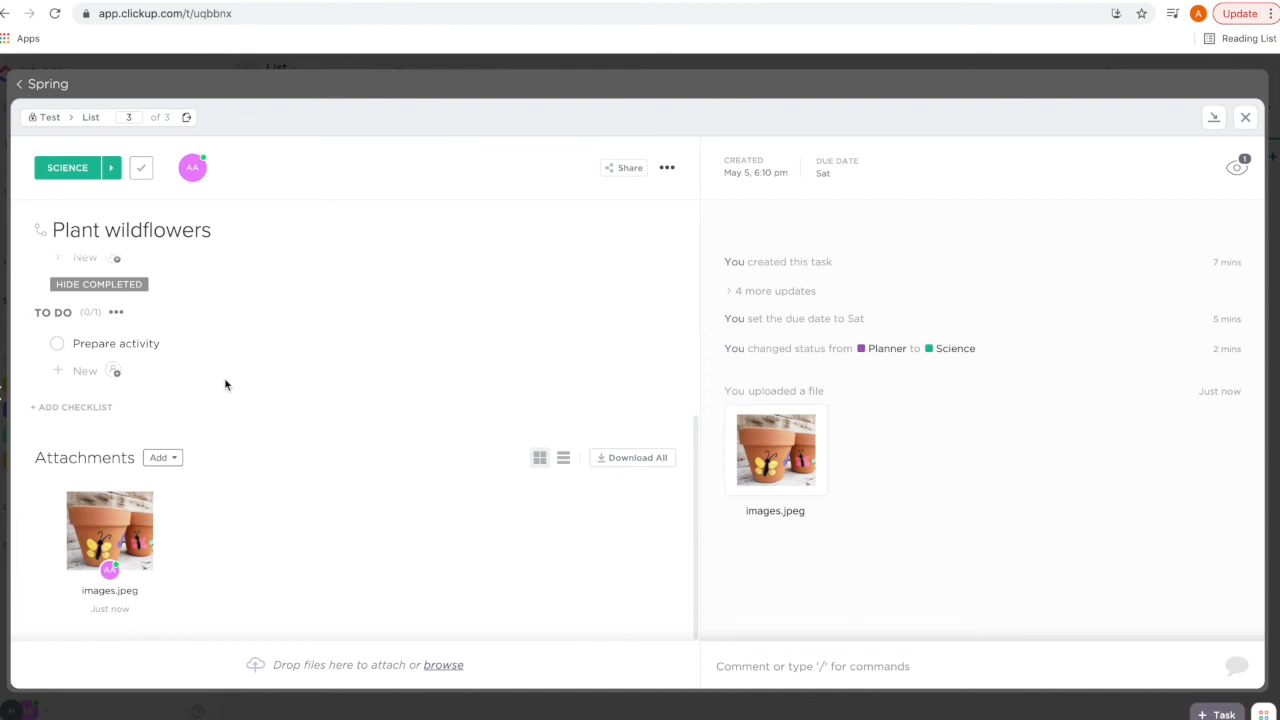 app.clickup.com/t/uqbbnx
A
Update
Apps
Reading List
List
Spring
Test
List
3
of 3
SCIENCE
AA
Share
CREATED
May 5, 6:10 pm
DUE DATE
Sat
1
Plant wildflowers
New
HIDE COMPLETED
TO DO (0/1)
Prepare activity
New
+ ADD CHECKLIST
Attachments
Add
Download All
AA
images.jpeg
Just now
Drop files here to attach or browse
You created this task
7 mins
4 more updates
You set the due date to Sat
5 mins
You changed status from Planner to Science
2 mins
You uploaded a file
Just now
images.jpeg
Comment or type '/' for commands
+ Task